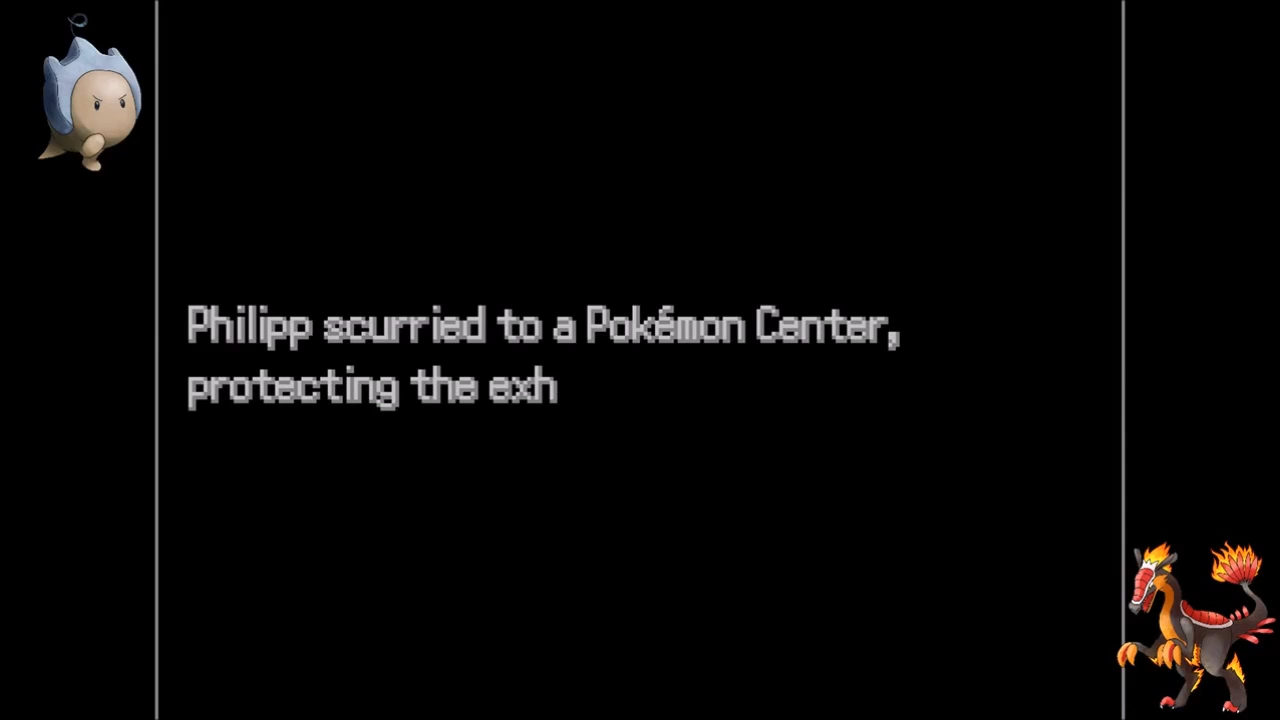 Philipp scurried to a Pokémon Center,
protecting the exh